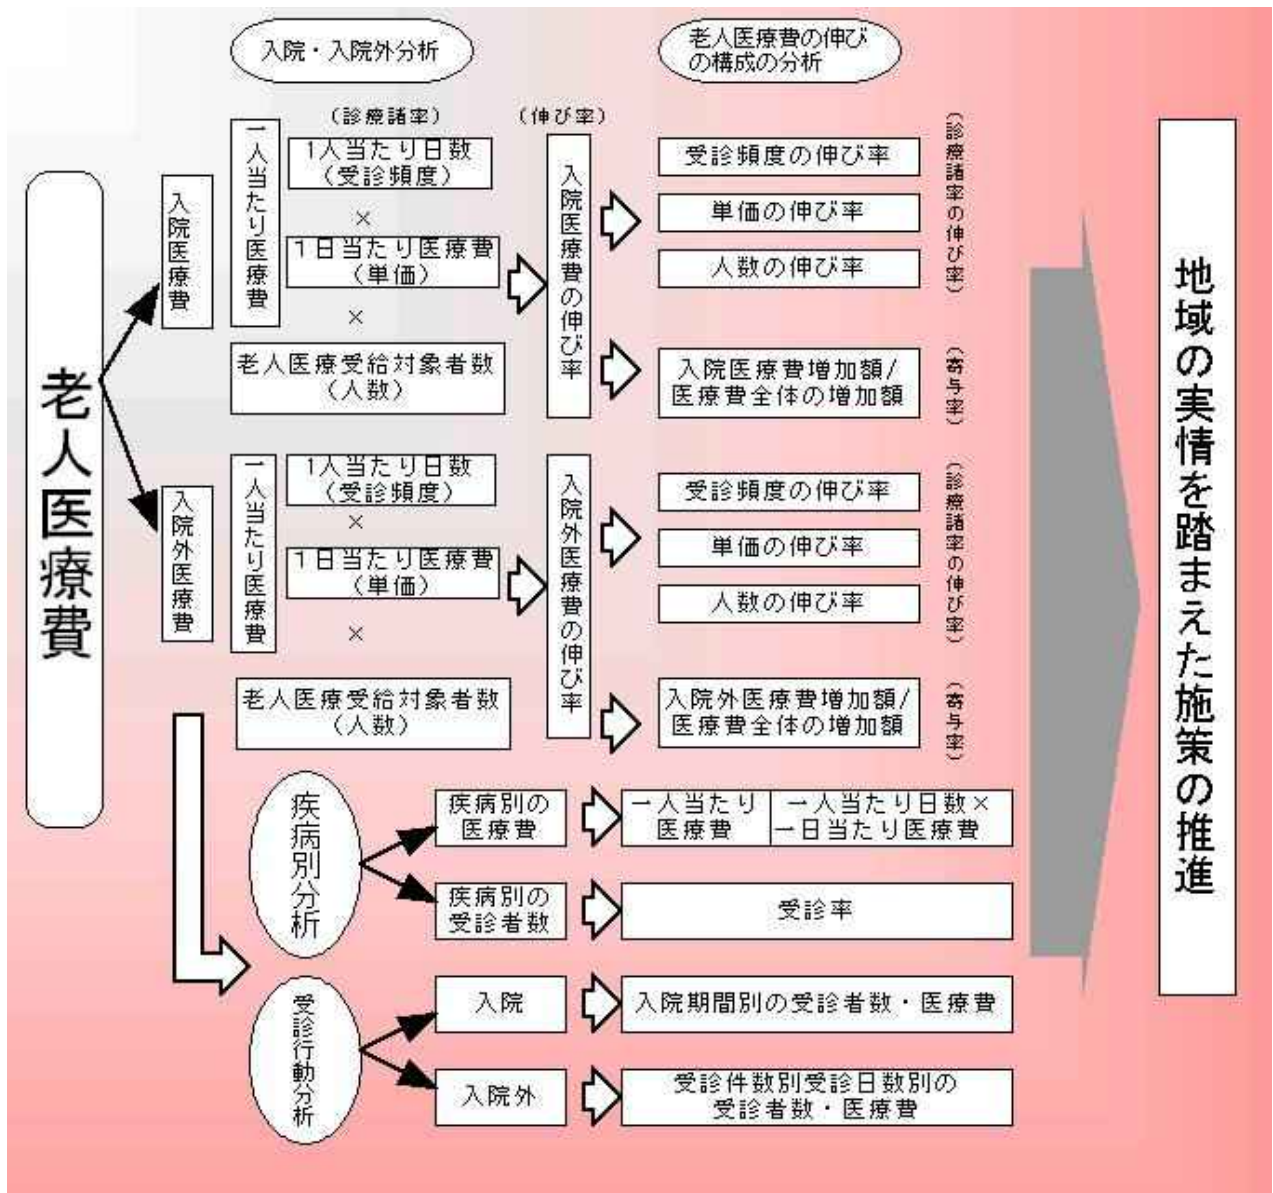 入院・入院外分析
老人医療費の伸び
の構成の分析
（診療諸率）
（伸び率）
老人医療費
入院医療費
一人当たり医療費
1人当たり日数
（受診頻度）
×
1日当たり医療費
（単価）
×
老人医療受給対象者数
（人数）
入院医療費の伸び率
受診頻度の伸び率
単価の伸び率
人数の伸び率
（診療諸率の伸び率）
入院医療費増加額/
医療費全体の増加額
（寄与率）
入院外医療費
一人当たり医療費
1人当たり日数
（受診頻度）
×
1日当たり医療費
（単価）
×
老人医療受給対象者数
（人数）
入院外医療費の伸び率
受診頻度の伸び率
単価の伸び率
人数の伸び率
（診療諸率の伸び率）
入院外医療費増加額/
医療費全体の増加額
（寄与率）
疾病別分析
疾病別の
医療費
一人当たり
医療費
一人当たり日数×
一日当たり医療費
疾病別の
受診者数
受診率
受診行動分析
入院
入院期間別の受診者数・医療費
入院外
受診件数別受診日数別の
受診者数・医療費
地域の実情を踏まえた施策の推進